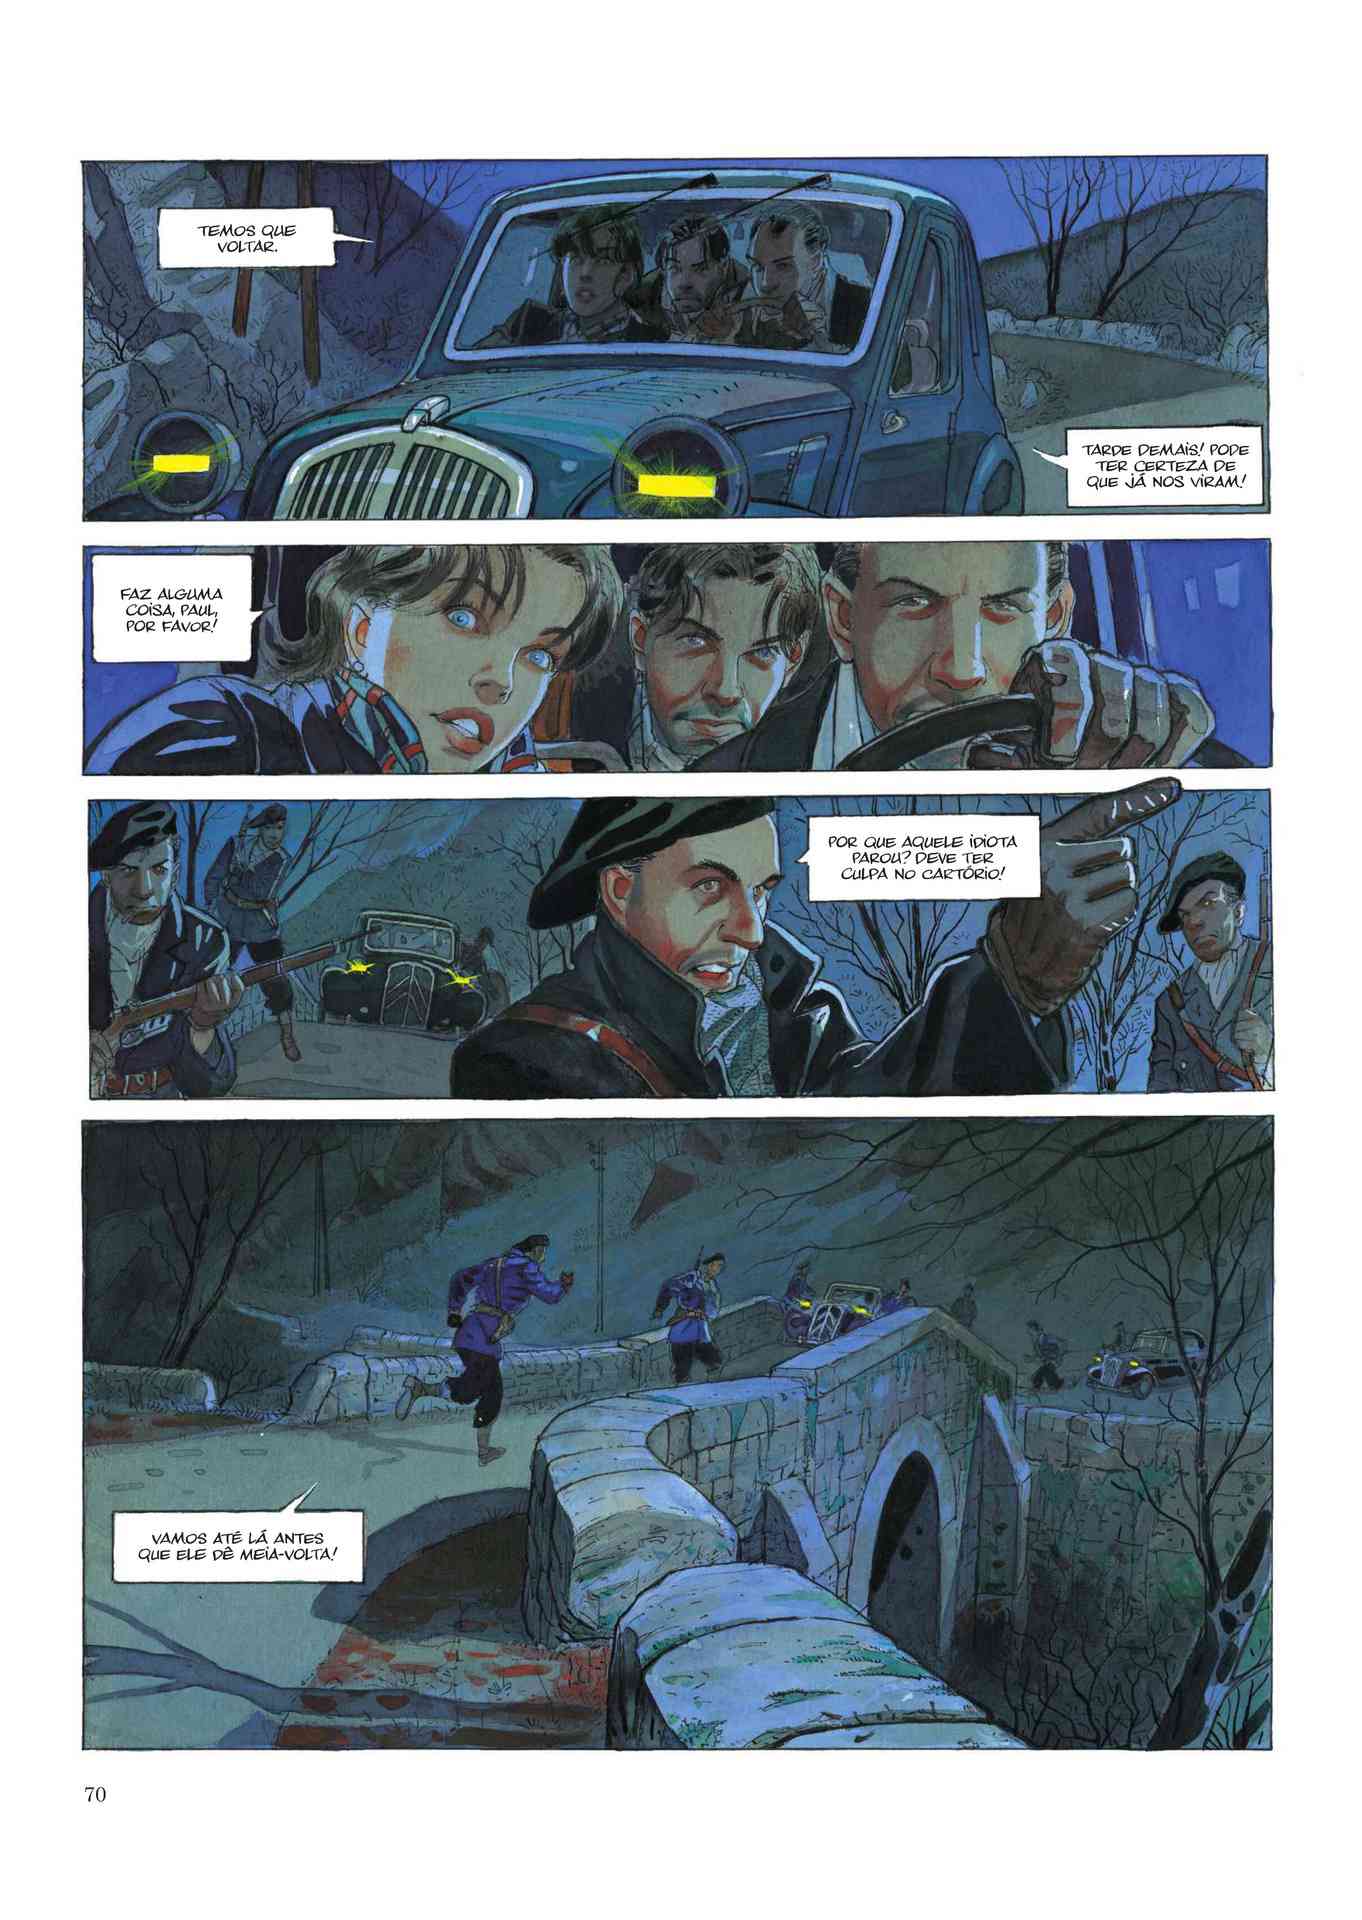 TEMOS QUE
VOLTAR.
TARDE DEMAIS! PODE
TER CERTEZA DE
QUE JÁ NOS VIRAM!
FAZ ALGUMA
COISA, PAUL,
POR FAVOR!
POR QUE AQUELE IDIOTA
PAROU? DEVE TER
CULPA NO CARTÓRIO!
VAMOS ATÉ LÁ ANTES
QUE ELE DÊ MEIA-VOLTA!
70